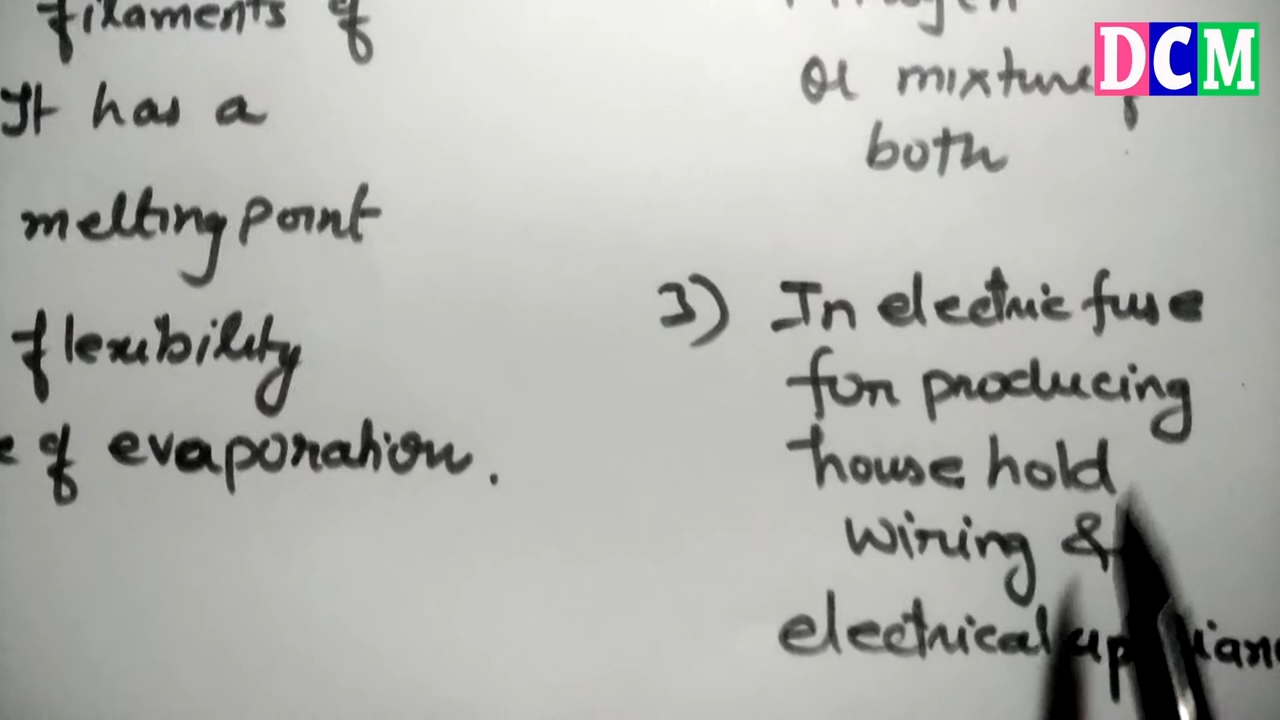 filaments of
It has a
melting point
flexibility
of evaporation.
or mixture of
both
3) In electric fuse
for producing
house hold
wiring &
electrical
DCM